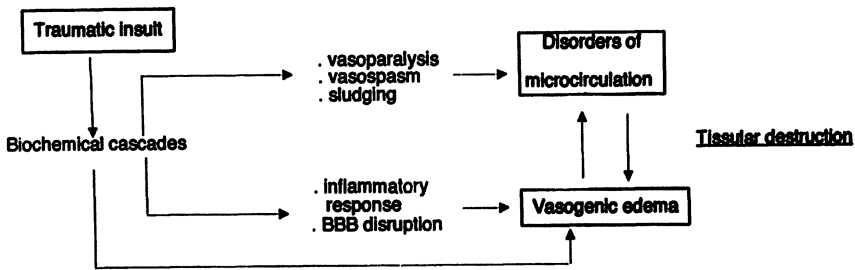 Traumatic insult
Biochemical cascades
. vasoparalysis
. vasospasm
. sludging
Disorders of
microcirculation
Tissular destruction
. inflammatory
response
. BBB disruption
Vasogenic edema